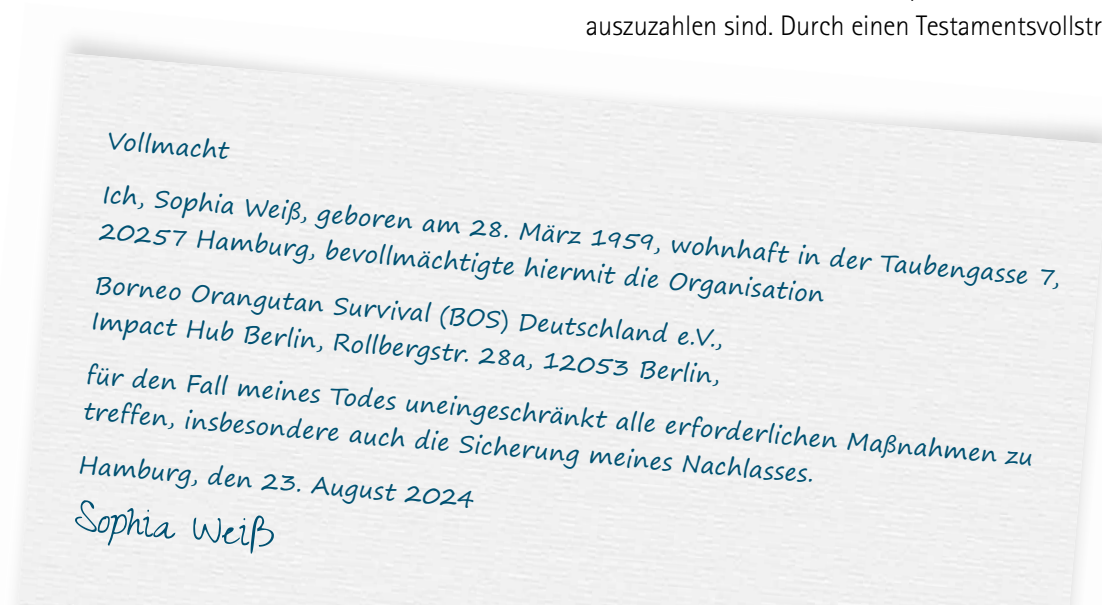 auszuzahlen sind. Durch einen Testamentsvollstr
Vollmacht
Ich, Sophia Weiß, geboren am 28. März 1959, wohnhaft in der Taubengasse 7,
20257 Hamburg, bevollmächtigte hiermit die Organisation
Borneo Orangutan Survival (BOS) Deutschland e.V.,
Impact Hub Berlin, Rollbergstr. 28a, 12053 Berlin,
für den Fall meines Todes uneingeschränkt alle erforderlichen Maßnahmen zu
treffen, insbesondere auch die Sicherung meines Nachlasses.
Hamburg, den 23. August 2024
Sophia Weiß